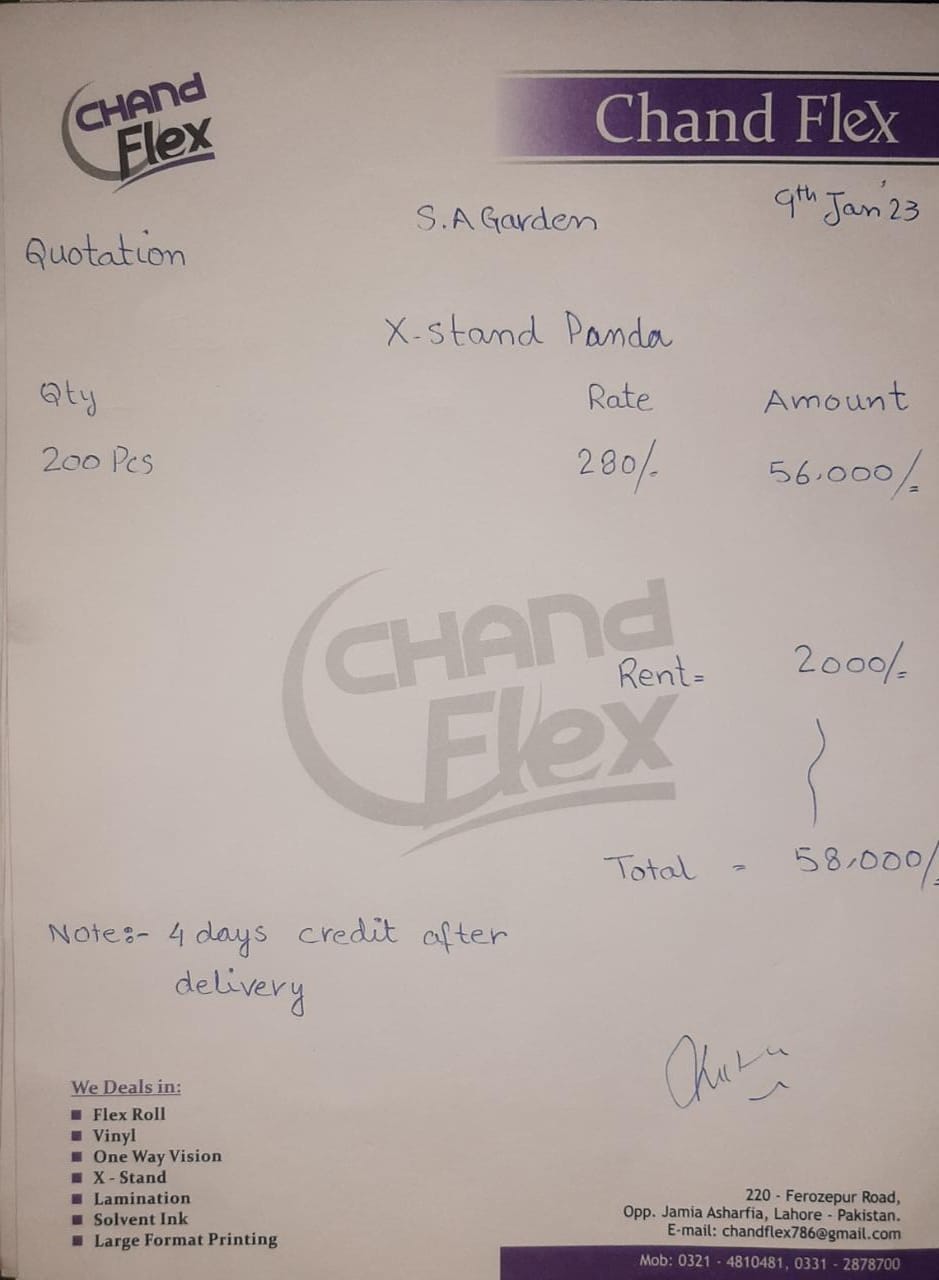 CHAnd
Flex
Chand Flex
9th Jan'23
S.A Garden
Quotation
X-stand Panda
Qty Rate Amount
200 Pcs 280/- 56,000/=
CHAnd
Flex
Rent= 2000/=
Total = 58,000/=
Note:- 4 days credit after
delivery
We Deals in:
Flex Roll
Vinyl
One Way Vision
X - Stand
Lamination
Solvent Ink
Large Format Printing
220 - Ferozepur Road,
Opp. Jamia Asharfia, Lahore - Pakistan.
E-mail: chandflex786@gmail.com
Mob: 0321 - 4810481, 0331 - 2878700